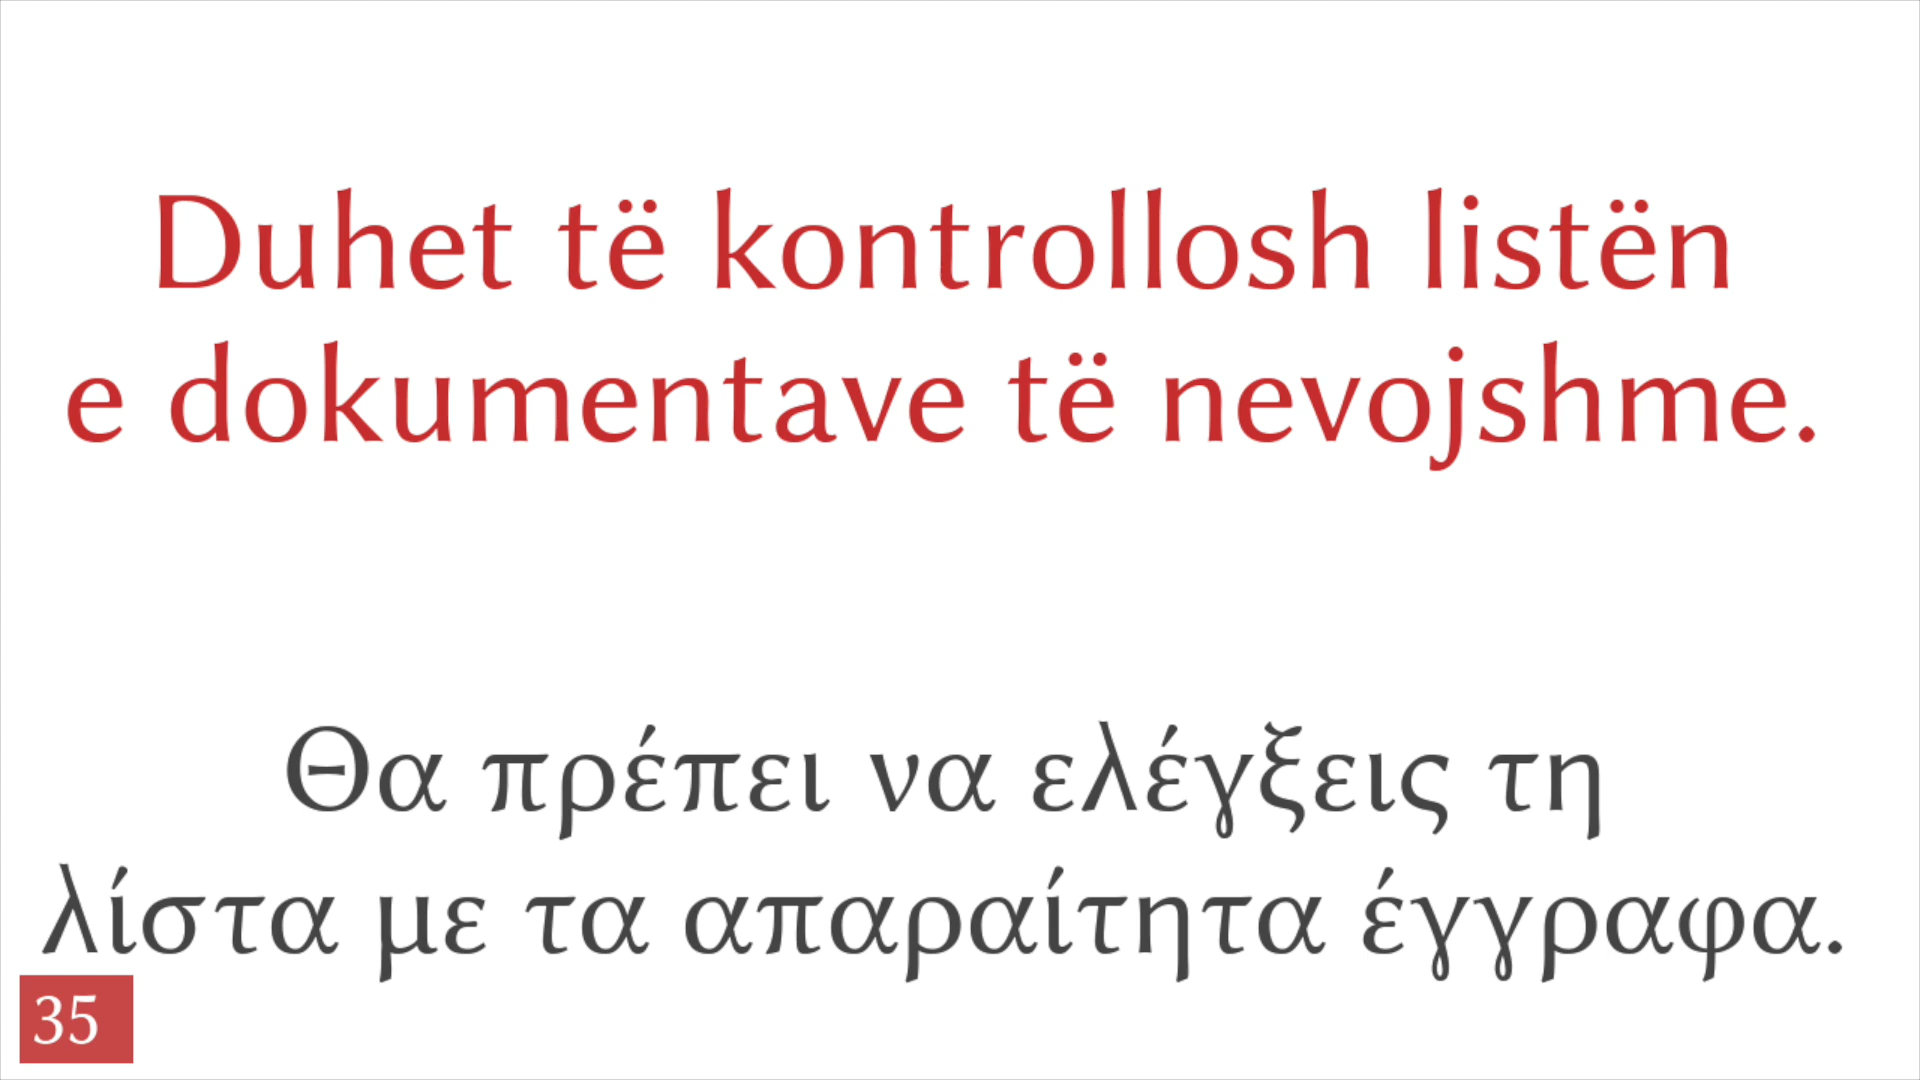 Duhet të kontrollosh listën
e dokumentave të nevojshme.
Θα πρέπει να ελέγξεις τη
λίστα με τα απαραίτητα έγγραφα.
35